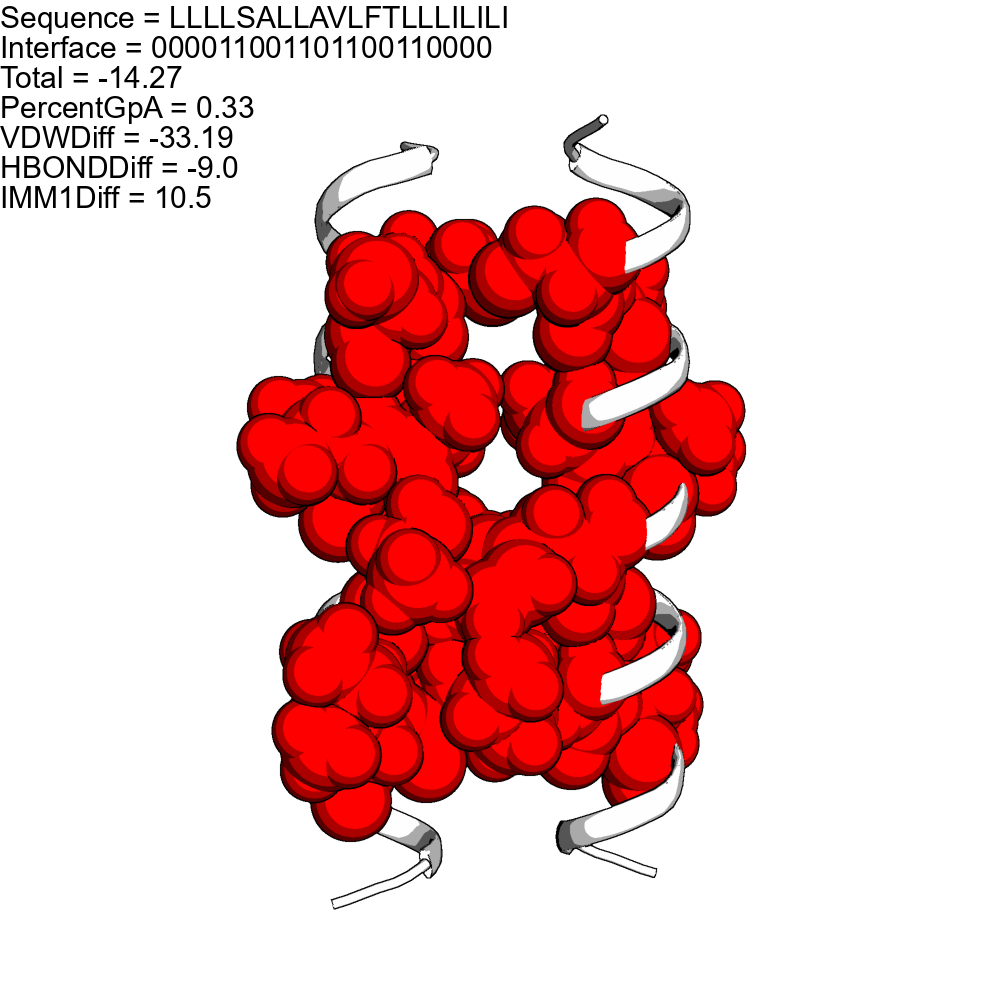 Sequence = LLLLSALLAVLFTLLLILILI
Interface = 000011001101100110000
Total = -14.27
PercentGpA = 0.33
VDWDiff = -33.19
HBONDDiff = -9.0
IMM1Diff = 10.5